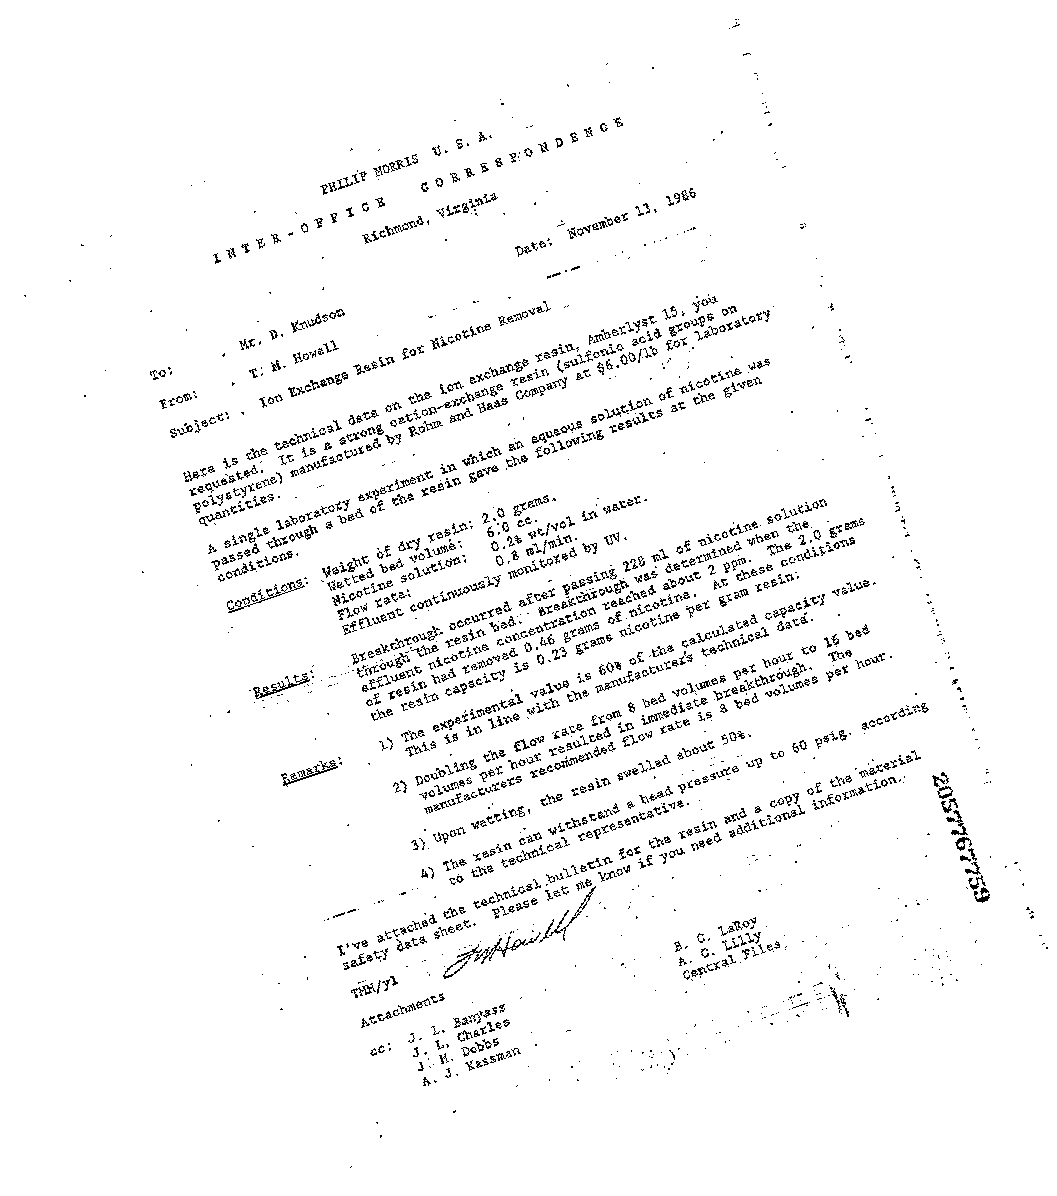 PHILIP MORRIS U. S. A.
INTER-OFFICE CORRESPONDENCE
Richmond, Virginia
Date: November 13, 1986
To: Mr. D. Knudson
From: T. M. Howell
Subject: Ion Exchange Resin for Nicotine Removal
Here is the technical data on the ion exchange resin, Amberlyst 15, you
requested. It is a strong cation-exchange resin (sulfonic acid groups on
polystyrene) manufactured by Rohm and Haas Company at $6.00/lb for laboratory
quantities.
A single laboratory experiment in which an aqueous solution of nicotine was
passed through a bed of the resin gave the following results at the given
conditions.
Conditions: Weight of dry resin: 2.0 grams.
Wetted bed volume: 6.0 cc.
Nicotine solution: 0.2% wt/vol in water.
Flow rate: 0.8 ml/min.
Effluent continuously monitored by UV.
Results: Breakthrough occurred after passing 228 ml of nicotine solution
through the resin bed. Breakthrough was determined when the
effluent nicotine concentration reached about 2 ppm. The 2.0 grams
of resin had removed 0.46 grams of nicotine. At these conditions
the resin capacity is 0.23 grams nicotine per gram resin.
Remarks: 1) The experimental value is 60% of the calculated capacity value.
This is in line with the manufacturer's technical data.
2) Doubling the flow rate from 8 bed volumes per hour to 16 bed
volumes per hour resulted in immediate breakthrough. The
manufacturers recommended flow rate is 8 bed volumes per hour.
3) Upon wetting, the resin swelled about 50%.
4) The resin can withstand a head pressure up to 60 psig. according
to the technical representative.
I've attached the technical bulletin for the resin and a copy of the material
safety data sheet. Please let me know if you need additional information.
TMHowell
TMH/yl
Attachments
cc: J. L. Banyasz
J. L. Charles
J. M. Dobbs
A. J. Kassman
B. C. LaRoy
A. C. Lilly
Central Files
2057767759